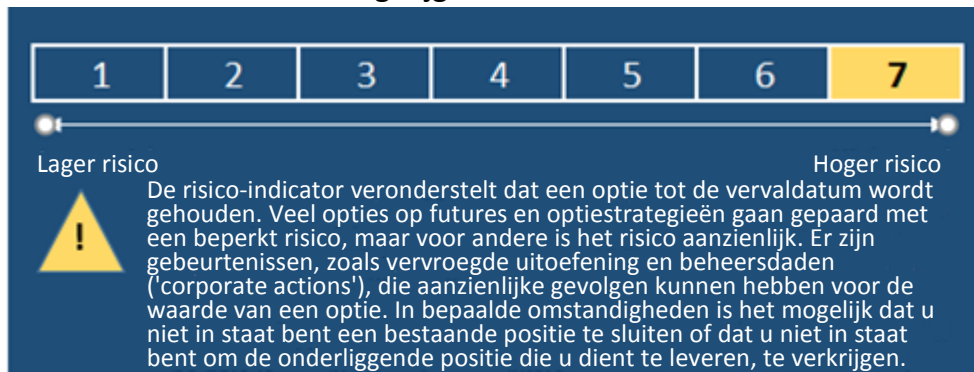 1 2 3 4 5 6 7
Lager risico Hoger risico
De risico-indicator veronderstelt dat een optie tot de vervaldatum wordt
gehouden. Veel opties op futures en optiestrategieën gaan gepaard met
! een beperkt risico, maar voor andere is het risico aanzienlijk. Er zijn
gebeurtenissen, zoals vervroegde uitoefening en beheersdaden
('corporate actions'), die aanzienlijke gevolgen kunnen hebben voor de
waarde van een optie. In bepaalde omstandigheden is het mogelijk dat u
niet in staat bent een bestaande positie te sluiten of dat u niet in staat
bent om de onderliggende positie die u dient te leveren, te verkrijgen.